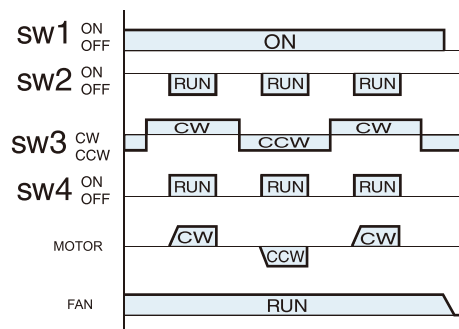 sw1 ON
OFF
ON
sw2 ON
OFF
RUN RUN RUN
sw3 CW
CCW
CW CCW CW
sw4 ON
OFF
RUN RUN RUN
MOTOR CW CCW CW
FAN RUN